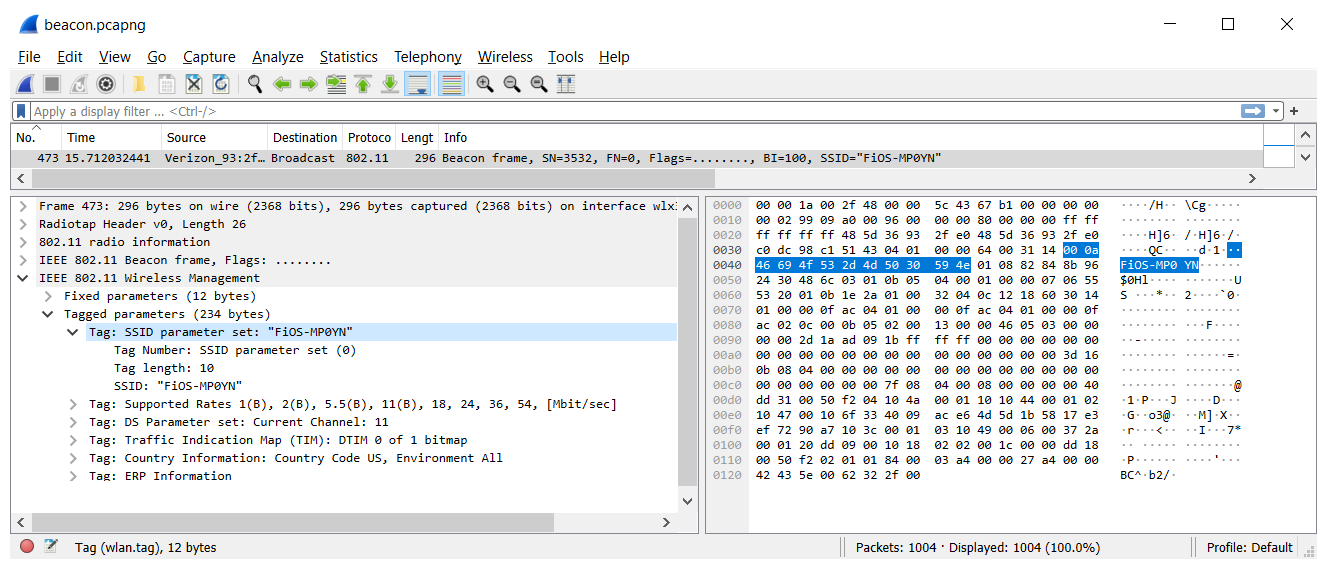 beacon.pcapng
File Edit View Go Capture Analyze Statistics Telephony Wireless Tools Help
Apply a display filter ... <Ctrl-/>
No. Time Source Destination Protoco Lengt Info
473 15.712032441 Verizon_93:2f… Broadcast 802.11 296 Beacon frame, SN=3532, FN=0, Flags=........, BI=100, SSID="FiOS-MP0YN"
Frame 473: 296 bytes on wire (2368 bits), 296 bytes captured (2368 bits) on interface wlx:
Radiotap Header v0, Length 26
802.11 radio information
IEEE 802.11 Beacon frame, Flags: ........
IEEE 802.11 Wireless Management
Fixed parameters (12 bytes)
Tagged parameters (234 bytes)
Tag: SSID parameter set: "FiOS-MP0YN"
Tag Number: SSID parameter set (0)
Tag length: 10
SSID: "FiOS-MP0YN"
Tag: Supported Rates 1(B), 2(B), 5.5(B), 11(B), 18, 24, 36, 54, [Mbit/sec]
Tag: DS Parameter set: Current Channel: 11
Tag: Traffic Indication Map (TIM): DTIM 0 of 1 bitmap
Tag: Country Information: Country Code US, Environment All
Tag: ERP Information
0000 00 00 1a 00 2f 48 00 00 5c 43 67 b1 00 00 00 00 ····/H·· \Cg·····
0010 00 02 99 09 a0 00 96 00 00 00 80 00 00 00 ff ff ········ ········
0020 ff ff ff ff 48 5d 36 93 2f e0 48 5d 36 93 2f e0 ····H]6· /·H]6·/·
0030 c0 dc 98 c1 51 43 04 01 00 00 64 00 31 14 00 0a ····QC·· ··d·1···
0040 46 69 4f 53 2d 4d 50 30 59 4e 01 08 82 84 8b 96 FiOS-MP0 YN······
0050 24 30 48 6c 03 01 0b 05 04 00 01 00 00 07 06 55 $0Hl···· ·······U
0060 53 20 01 0b 1e 2a 01 00 32 04 0c 12 18 60 30 14 S ···*·· 2····`0·
0070 01 00 00 0f ac 04 01 00 00 0f ac 04 01 00 00 0f ········ ········
0080 ac 02 0c 00 0b 05 02 00 13 00 00 46 05 03 00 00 ········ ···F····
0090 00 00 2d 1a ad 09 1b ff ff ff 00 00 00 00 00 00 ··-····· ········
00a0 00 00 00 00 00 00 00 00 00 00 00 00 00 00 3d 16 ········ ······=·
00b0 0b 08 04 00 00 00 00 00 00 00 00 00 00 00 00 00 ········ ········
00c0 00 00 00 00 00 00 7f 08 04 00 08 00 00 00 00 40 ········ ·······@
00d0 dd 31 00 50 f2 04 10 4a 00 01 10 10 44 00 01 02 ·1·P···J ····D···
00e0 10 47 00 10 6f 33 40 09 ac e6 4d 5d 1b 58 17 e3 ·G··o3@· ··M]·X··
00f0 ef 72 90 a7 10 3c 00 01 03 10 49 00 06 00 37 2a ·r···<·· ··I···7*
0100 00 01 20 dd 09 00 10 18 02 02 00 1c 00 00 dd 18 ·· ····· ········
0110 00 50 f2 02 01 01 84 00 03 a4 00 00 27 a4 00 00 ·P······ ····'···
0120 42 43 5e 00 62 32 2f 00 BC^·b2/·
Tag (wlan.tag), 12 bytes
Packets: 1004 · Displayed: 1004 (100.0%)
Profile: Default